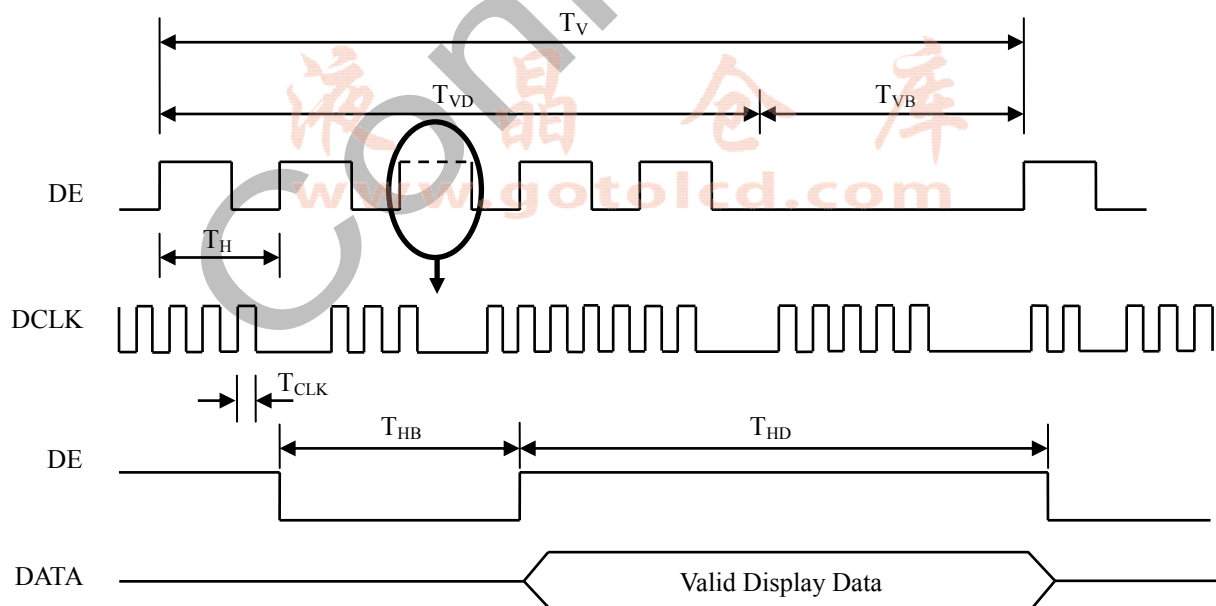 TV
TVD
TVB
液晶仓库
DE
www.gotolcd.com
TH
DCLK
TCLK
THB
THD
DE
DATA
Valid Display Data